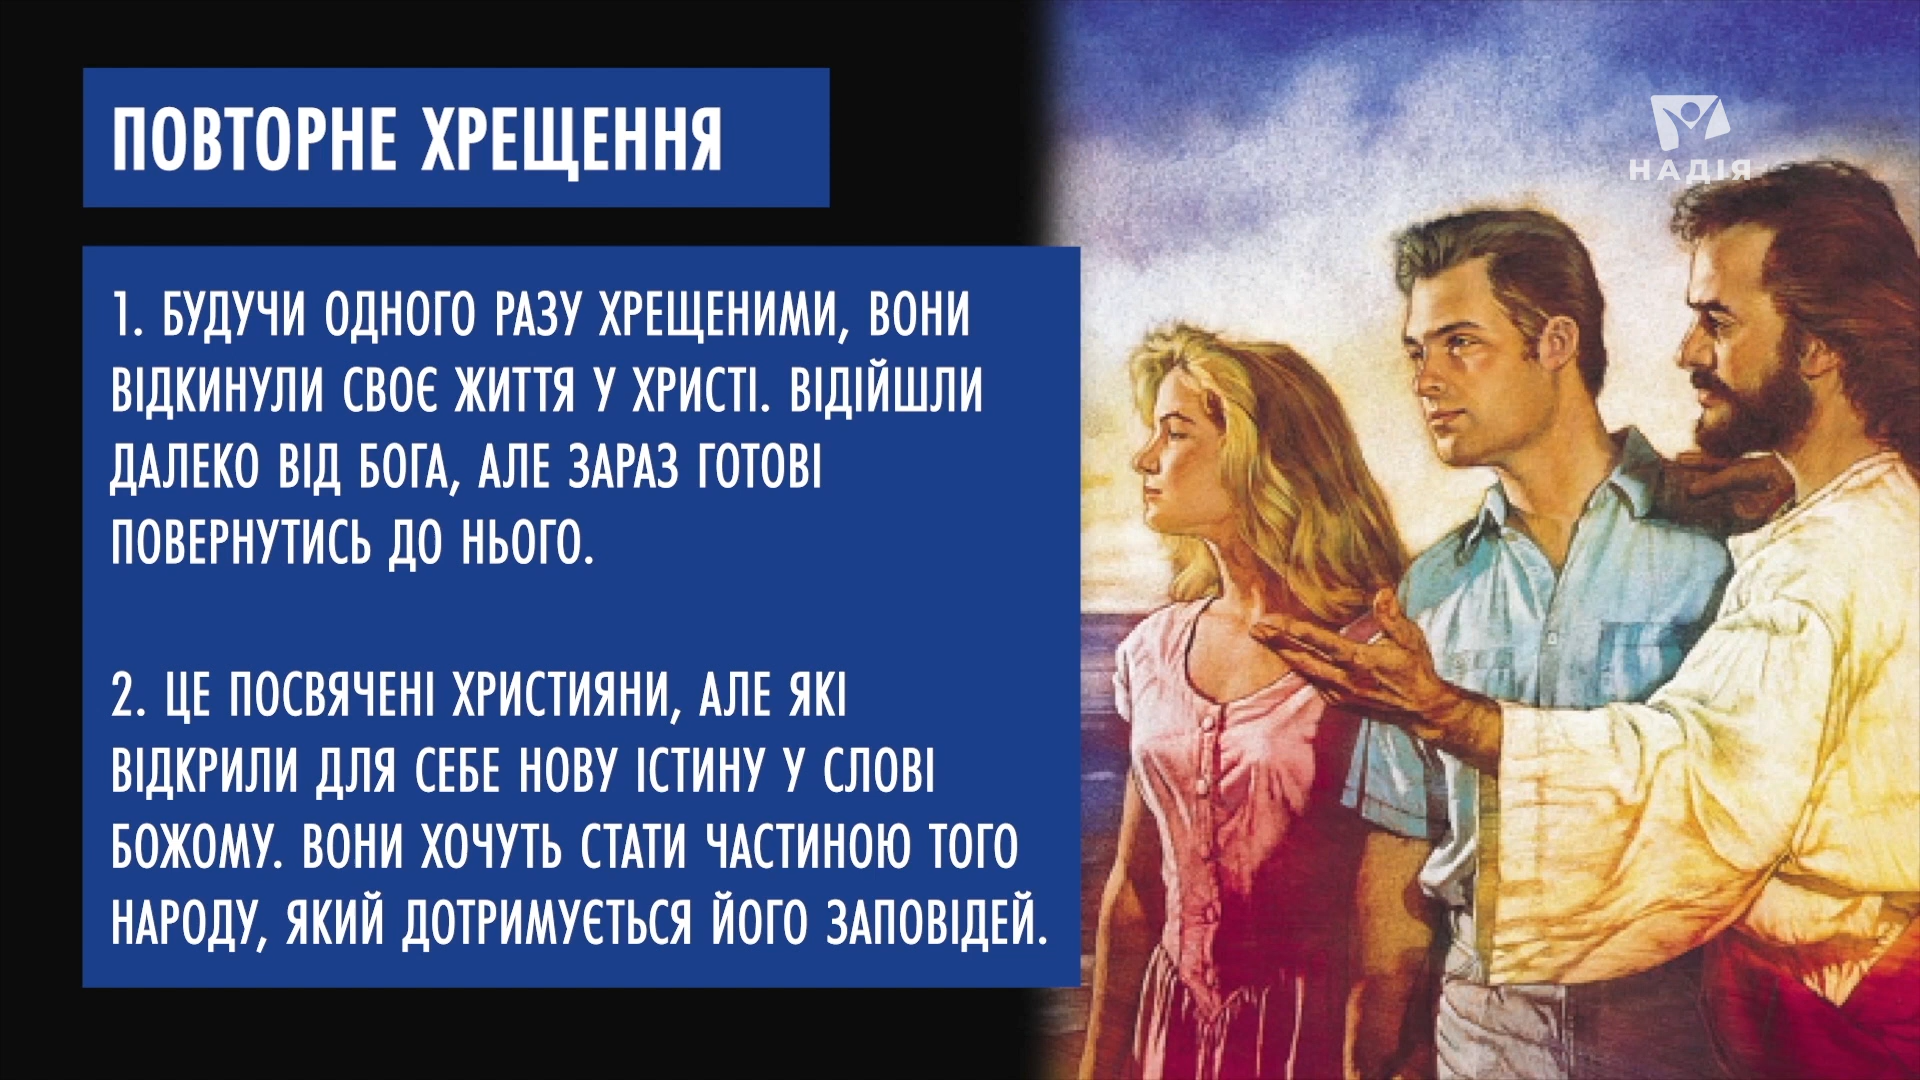 ПОВТОРНЕ ХРЕЩЕННЯ
НАДІЯ
1. БУДУЧИ ОДНОГО РАЗУ ХРЕЩЕНИМИ, ВОНИ
ВІДКИНУЛИ СВОЄ ЖИТТЯ У ХРИСТІ. ВІДІЙШЛИ
ДАЛЕКО ВІД БОГА, АЛЕ ЗАРАЗ ГОТОВІ
ПОВЕРНУТИСЬ ДО НЬОГО.
2. ЦЕ ПОСВЯЧЕНІ ХРИСТИЯНИ, АЛЕ ЯКІ
ВІДКРИЛИ ДЛЯ СЕБЕ НОВУ ІСТИНУ У СЛОВІ
БОЖОМУ. ВОНИ ХОЧУТЬ СТАТИ ЧАСТИНОЮ ТОГО
НАРОДУ, ЯКИЙ ДОТРИМУЄТЬСЯ ЙОГО ЗАПОВІДЕЙ.